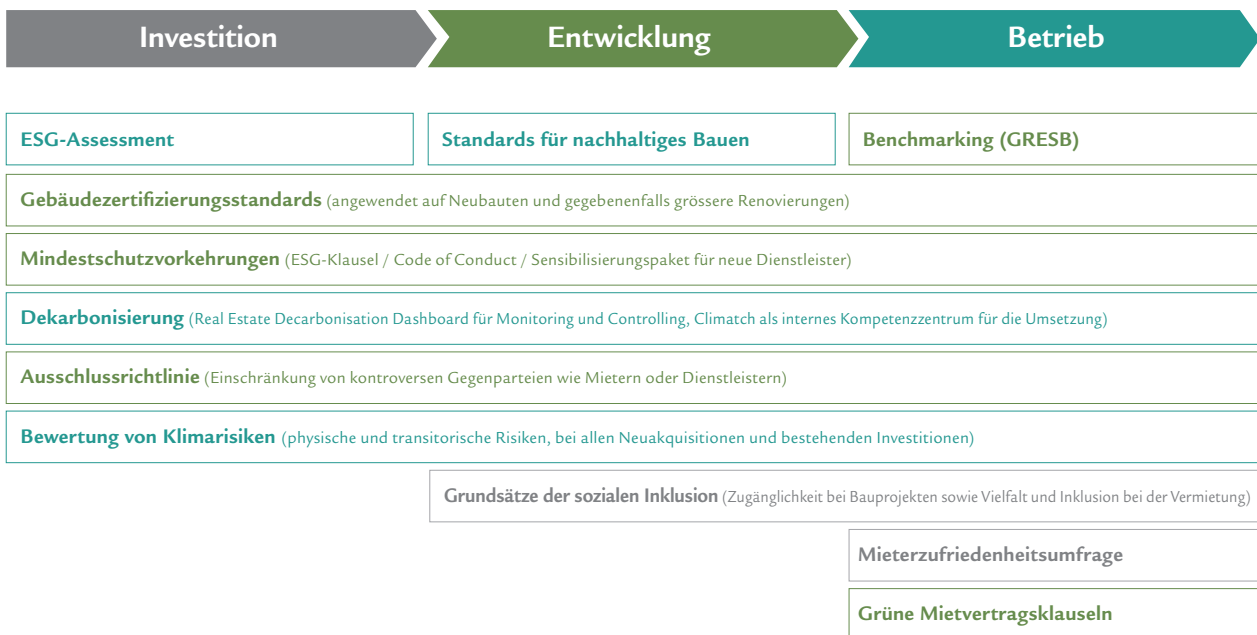 Investition
Entwicklung
Betrieb
ESG-Assessment
Standards für nachhaltiges Bauen
Benchmarking (GRESB)
Gebäudezertifizierungsstandards (angewendet auf Neubauten und gegebenenfalls grössere Renovierungen)
Mindestschutzvorkehrungen (ESG-Klausel / Code of Conduct / Sensibilisierungspaket für neue Dienstleister)
Dekarbonisierung (Real Estate Decarbonisation Dashboard für Monitoring und Controlling, Climatch als internes Kompetenzzentrum für die Umsetzung)
Ausschlussrichtlinie (Einschränkung von kontroversen Gegenparteien wie Mietern oder Dienstleistern)
Bewertung von Klimarisiken (physische und transitorische Risiken, bei allen Neuakquisitionen und bestehenden Investitionen)
Grundsätze der sozialen Inklusion (Zugänglichkeit bei Bauprojekten sowie Vielfalt und Inklusion bei der Vermietung)
Mieterzufriedenheitsumfrage
Grüne Mietvertragsklauseln